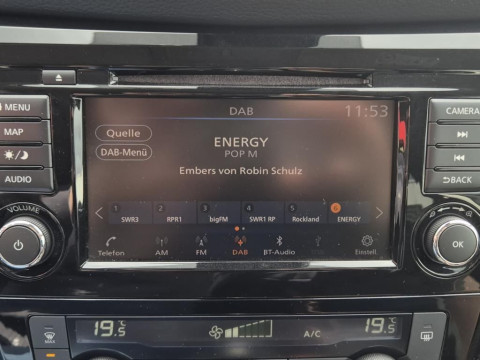 DAB 11:53
MENU
MAP
AUDIO
VOLUME
Quelle
DAB-Menü
ENERGY
POP M
Embers von Robin Schulz
1 2 3 4 5 6
SWR3 RPR1 bigFM SWR1 RP Rockland ENERGY
Telefon AM FM DAB BT-Audio Einstell.
CAMERA
BACK
OK
MAX
19.5°C A/C 19.5°C